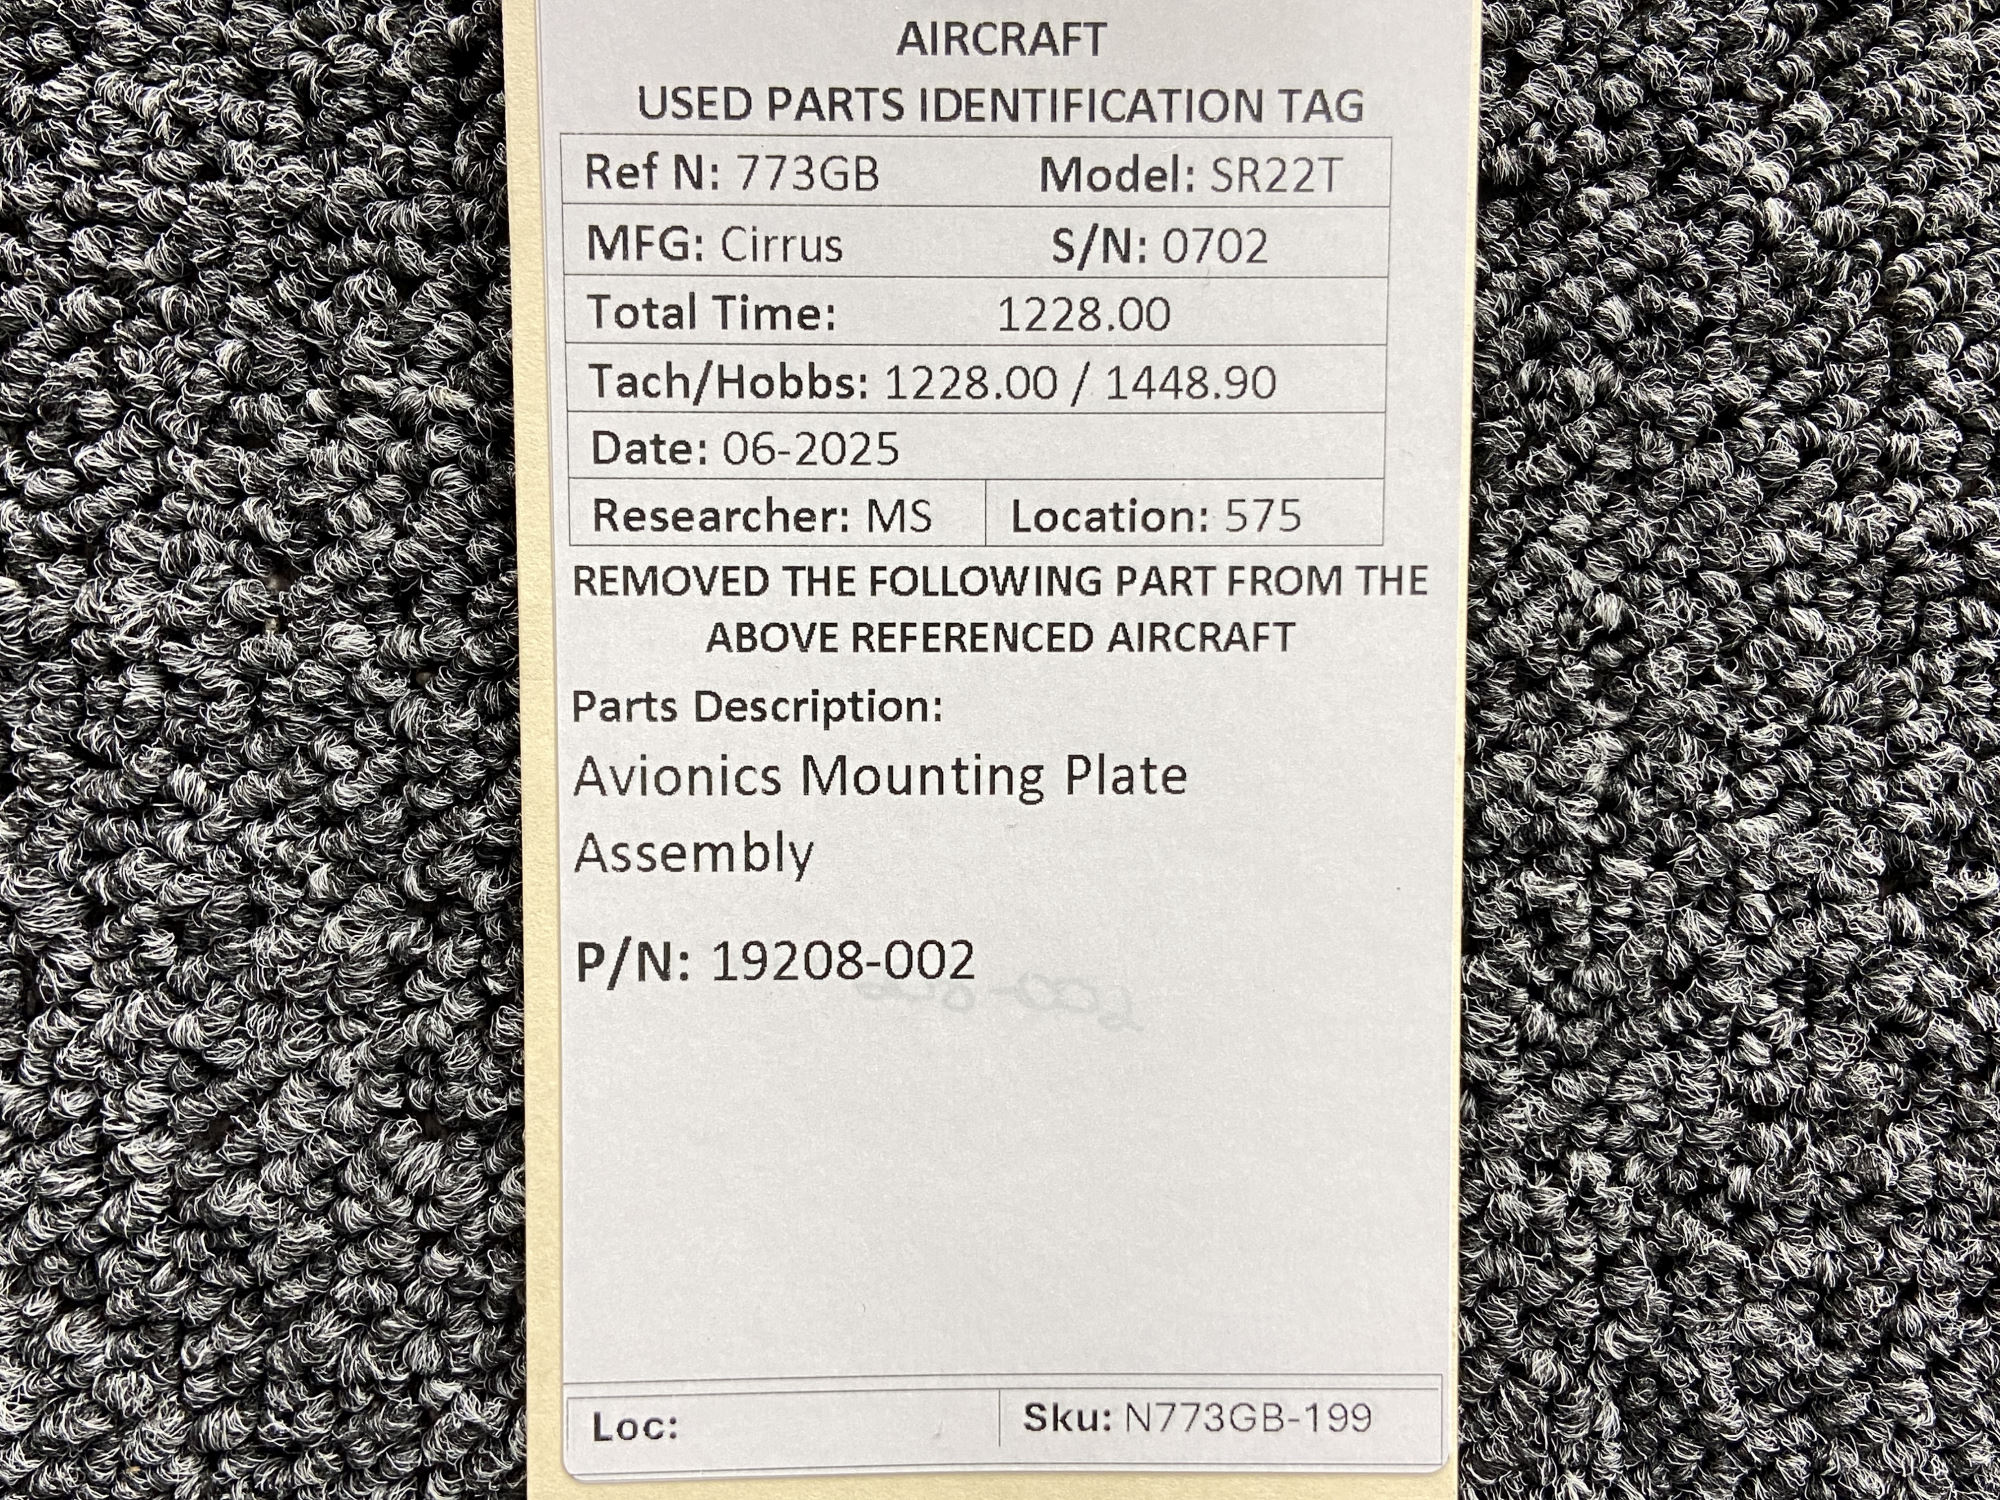 AIRCRAFT
USED PARTS IDENTIFICATION TAG
Ref N: 773GB Model: SR22T
MFG: Cirrus S/N: 0702
Total Time: 1228.00
Tach/Hobbs: 1228.00 / 1448.90
Date: 06-2025
Researcher: MS Location: 575
REMOVED THE FOLLOWING PART FROM THE
ABOVE REFERENCED AIRCRAFT
Parts Description:
Avionics Mounting Plate
Assembly
P/N: 19208-002
Loc: Sku: N773GB-199